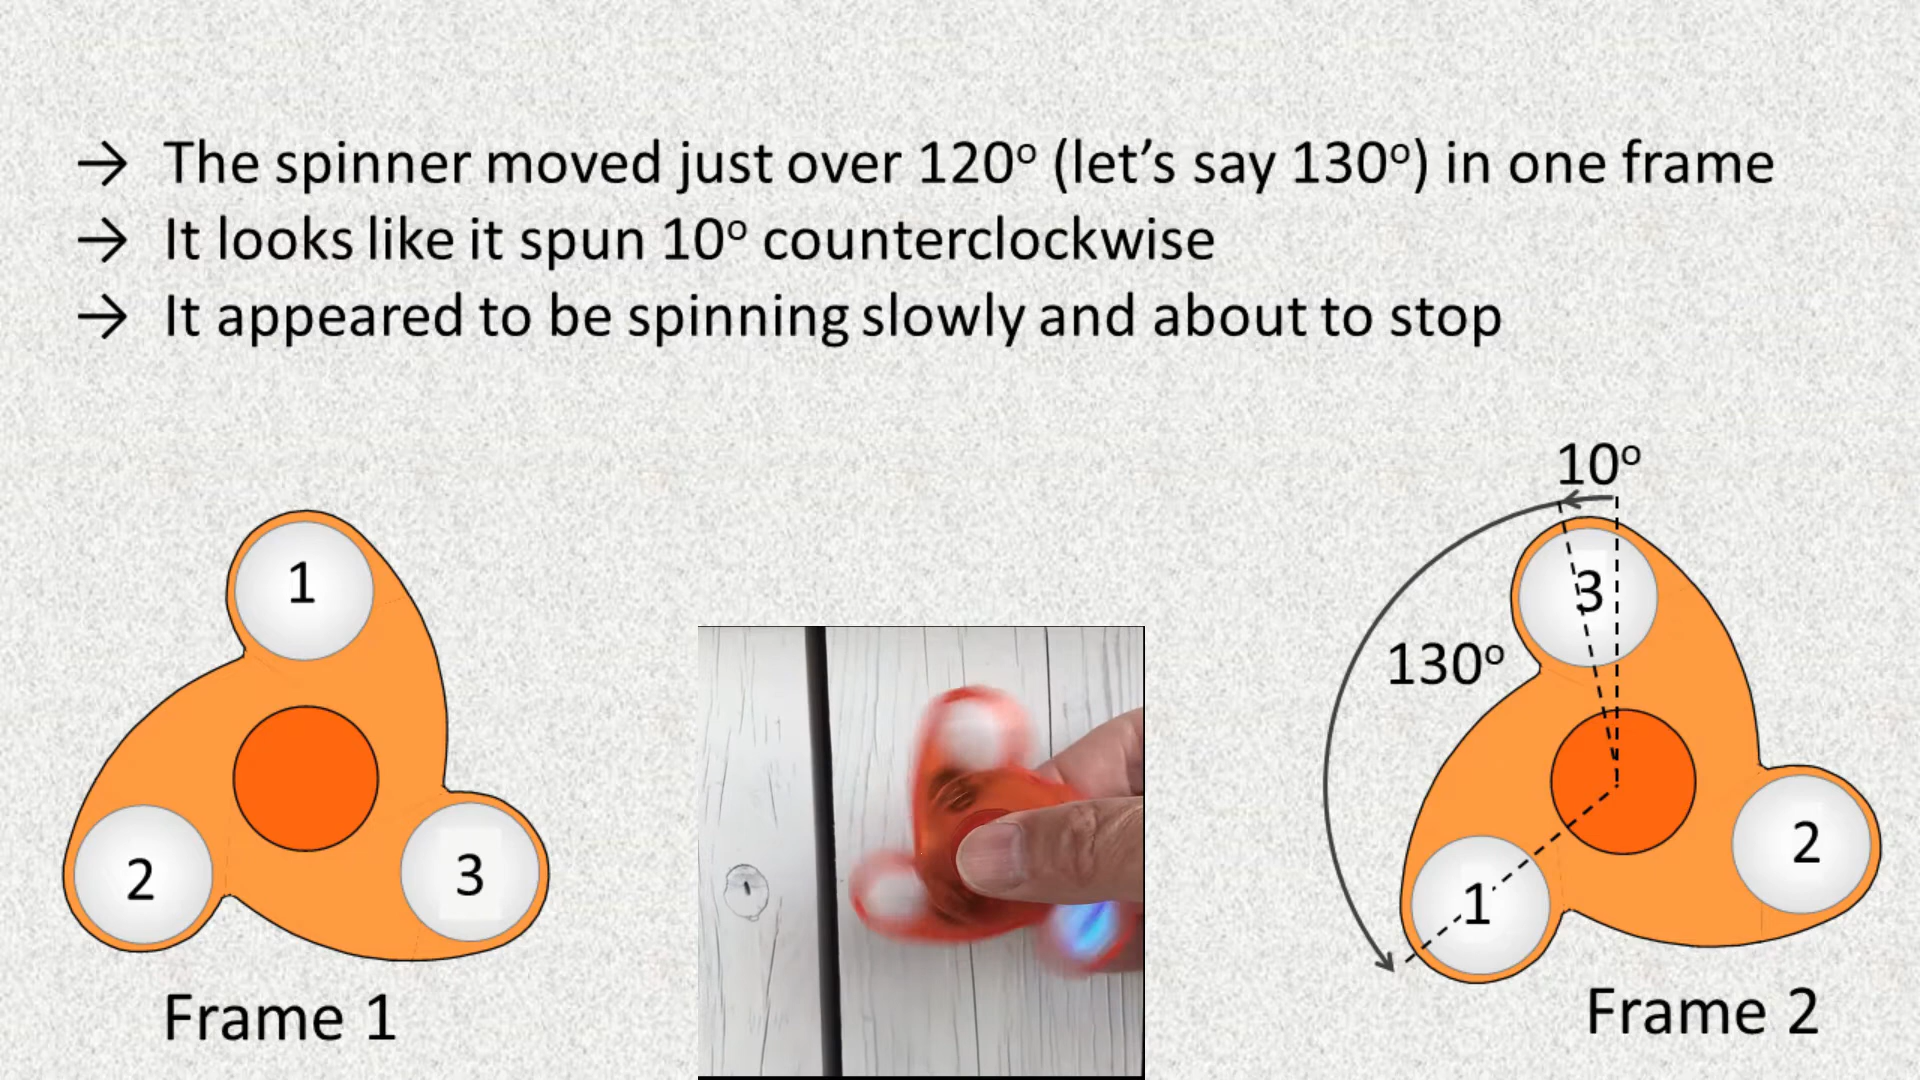 → The spinner moved just over 120° (let’s say 130°) in one frame
→ It looks like it spun 10° counterclockwise
→ It appeared to be spinning slowly and about to stop
10°
1
3
130°
2
3
1
2
Frame 1
Frame 2